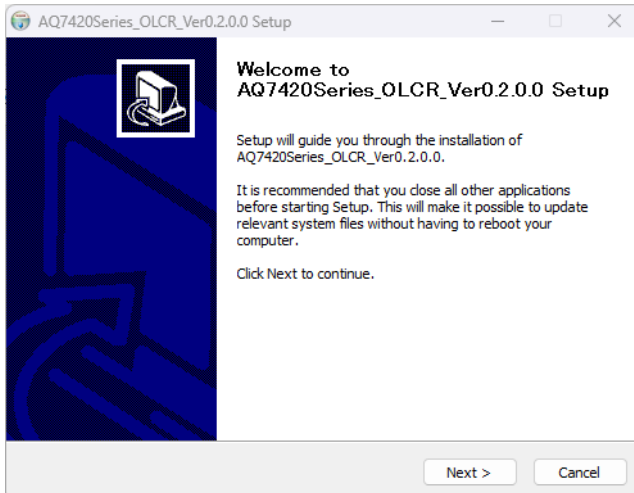 AQ7420Series_OLCR_Ver0.2.0.0 Setup
Welcome to
AQ7420Series_OLCR_Ver0.2.0.0 Setup
Setup will guide you through the installation of
AQ7420Series_OLCR_Ver0.2.0.0.
It is recommended that you close all other applications
before starting Setup. This will make it possible to update
relevant system files without having to reboot your
computer.
Click Next to continue.
Next >
Cancel